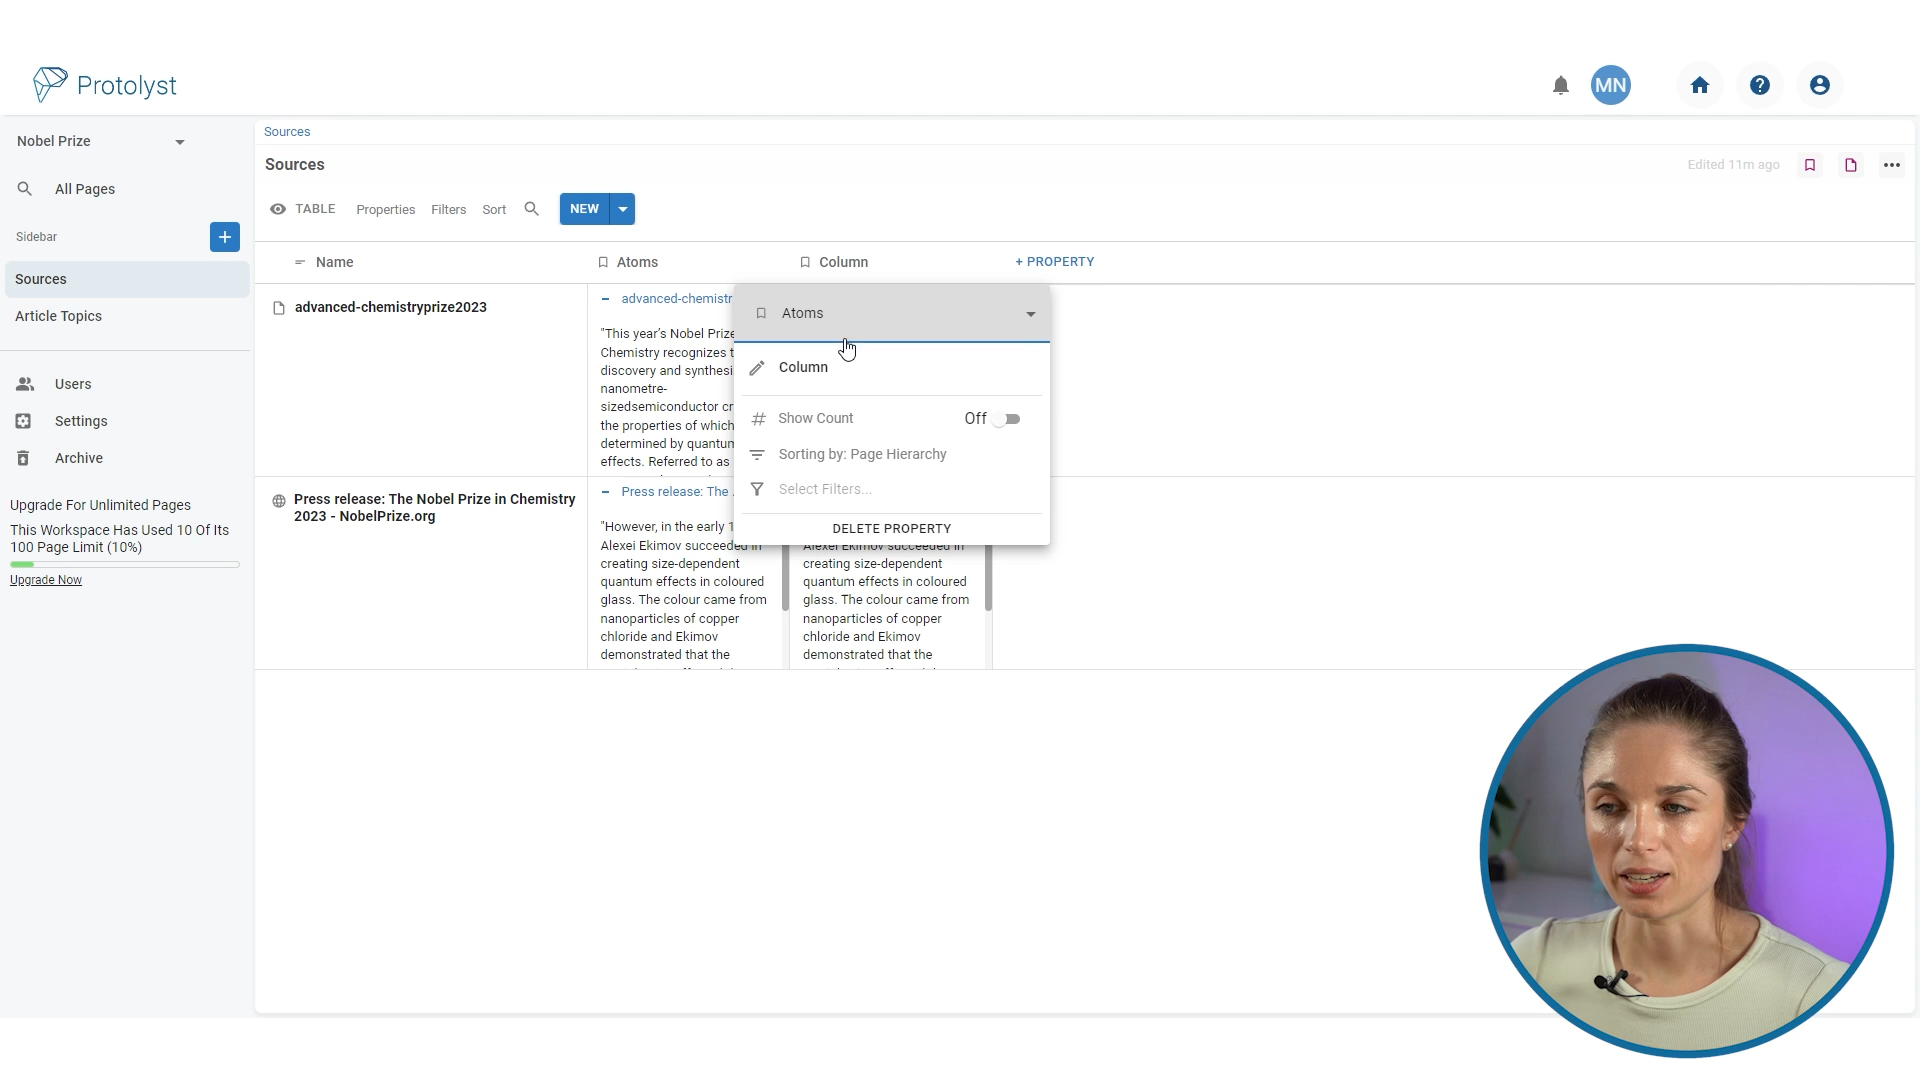 Protolyst
MN
Nobel Prize
All Pages
Sidebar
Sources
Article Topics
Users
Settings
Archive
Upgrade For Unlimited Pages
This Workspace Has Used 10 Of Its
100 Page Limit (10%)
Upgrade Now
Sources
Sources
Edited 11m ago
TABLE
Properties
Filters
Sort
NEW
Name
Atoms
Column
+ PROPERTY
advanced-chemistryprize2023
advanced-chemistr
"This year's Nobel Prize
Chemistry recognizes t
discovery and synthesi
nanometre-
sizedsemiconductor cr
the properties of which
determined by quantum
effects. Referred to as
Atoms
Column
Show Count
Off
Sorting by: Page Hierarchy
Select Filters...
DELETE PROPERTY
Press release: The Nobel Prize in Chemistry
2023 - NobelPrize.org
Press release: The
"However, in the early 1
Alexei Ekimov succeeded in
creating size-dependent
quantum effects in coloured
glass. The colour came from
nanoparticles of copper
chloride and Ekimov
demonstrated that the
Alexei Ekimov succeeded in
creating size-dependent
quantum effects in coloured
glass. The colour came from
nanoparticles of copper
chloride and Ekimov
demonstrated that the